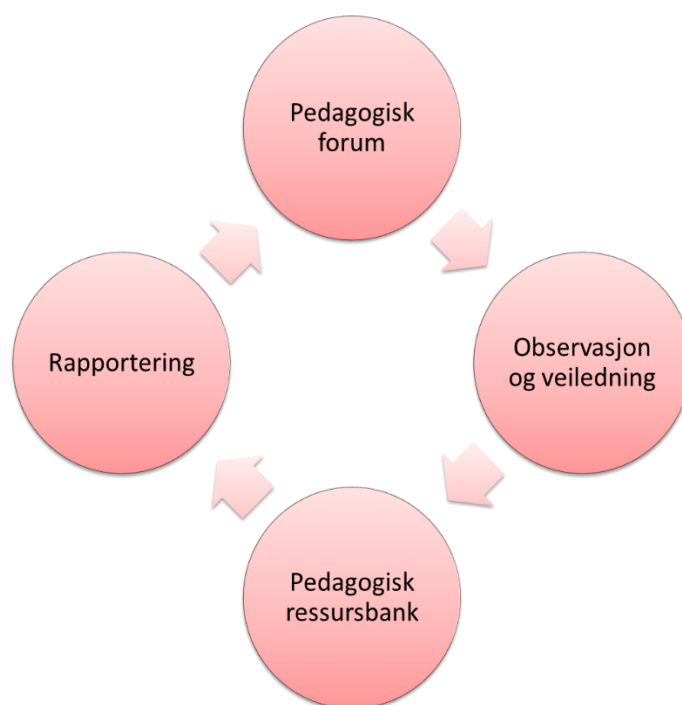 Pedagogisk
forum
Observasjon
og veiledning
Pedagogisk
ressursbank
Rapportering